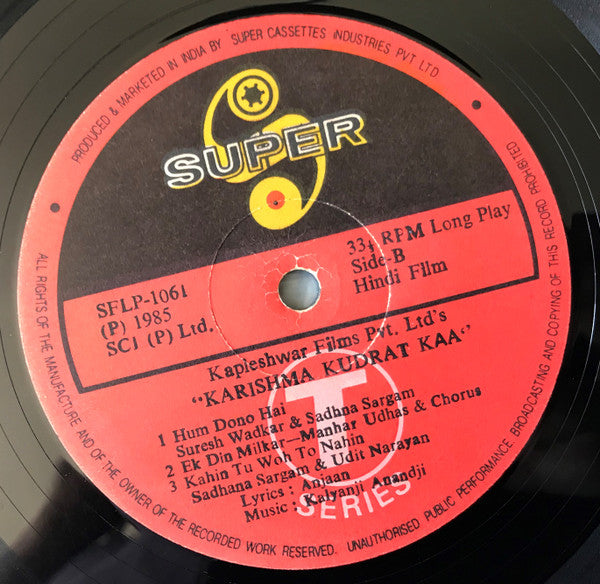 PRODUCED & MARKETED IN INDIA BY SUPER CASSETTES INDUSTRIES PVT LTD
SUPER
SFLP-1061
(P) 1985
SCI (P) Ltd.
33⅓ RPM Long Play
Side-B
Hindi Film
Kapleshwar Films Pvt. Ltd's
"KARISHMA KUDRAT KAA"
1 Hum Dono Hai
Suresh Wadkar & Sadhna Sargam
2 Ek Din Milkar—Manhar Udhas & Chorus
3 Kahin Tu Woh To Nahin
Sadhana Sargam & Udit Narayan
Lyrics : Anjaan
Music : Kalyanji Anandji
T
SERIES
ALL RIGHTS OF THE MANUFACTURE AND OF THE OWNER OF THE RECORDED WORK RESERVED. UNAUTHORISED PUBLIC PERFORMANCE, BROADCASTING AND COPYING OF THIS RECORD PROHIBITED